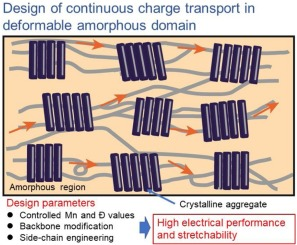 Design of continuous charge transport in
deformable amorphous domain
Amorphous region
Crystalline aggregate
Design parameters
● Controlled Mn and Đ values
● Backbone modification
● Side-chain engineering
High electrical performance
and stretchability